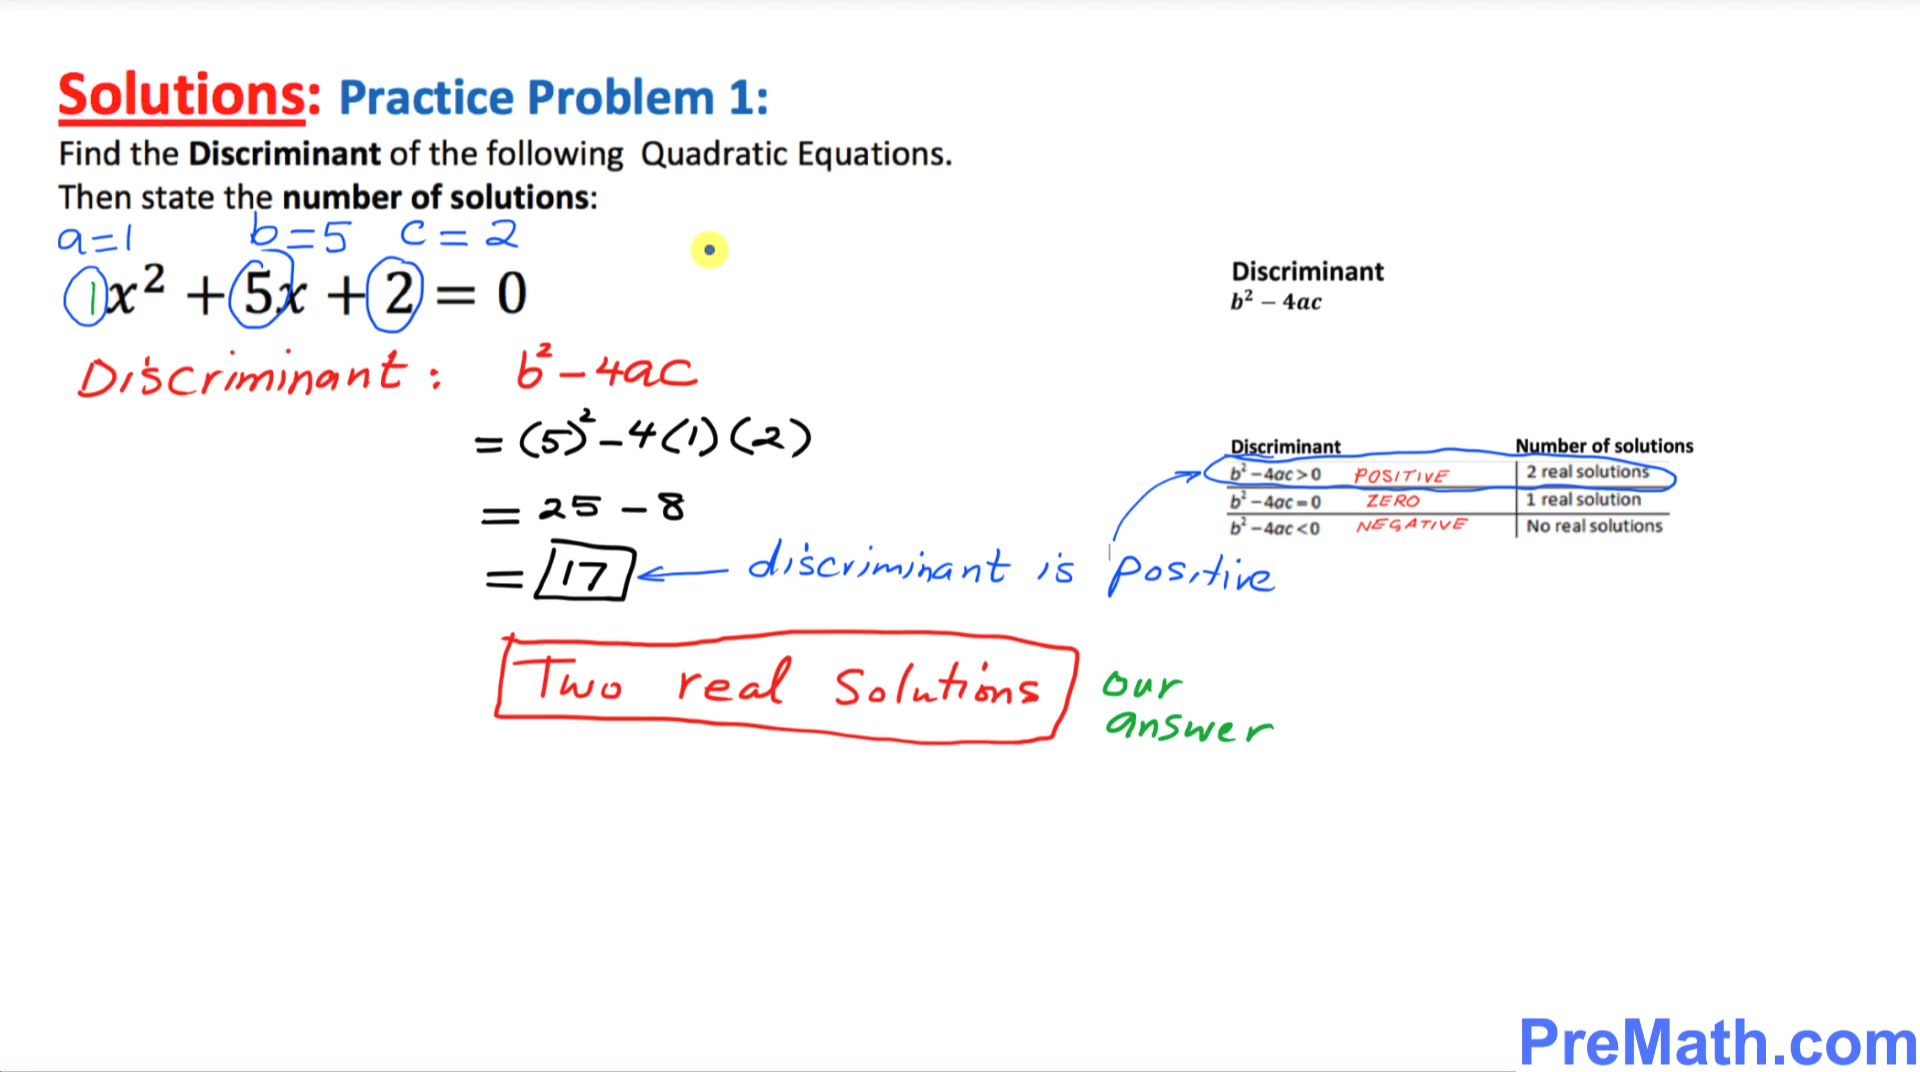 Solutions: Practice Problem 1:
Find the Discriminant of the following Quadratic Equations.
Then state the number of solutions:
a=1 b=5 c=2
1x² + 5x + 2 = 0
Discriminant: b²-4ac
= (5)²-4(1)(2)
= 25 - 8
= 17 ← discriminant is positive
Two real solutions
our
answer
Discriminant
b² – 4ac
Discriminant Number of solutions
b² – 4ac > 0 POSITIVE 2 real solutions
b² – 4ac = 0 ZERO 1 real solution
b² – 4ac < 0 NEGATIVE No real solutions
PreMath.com